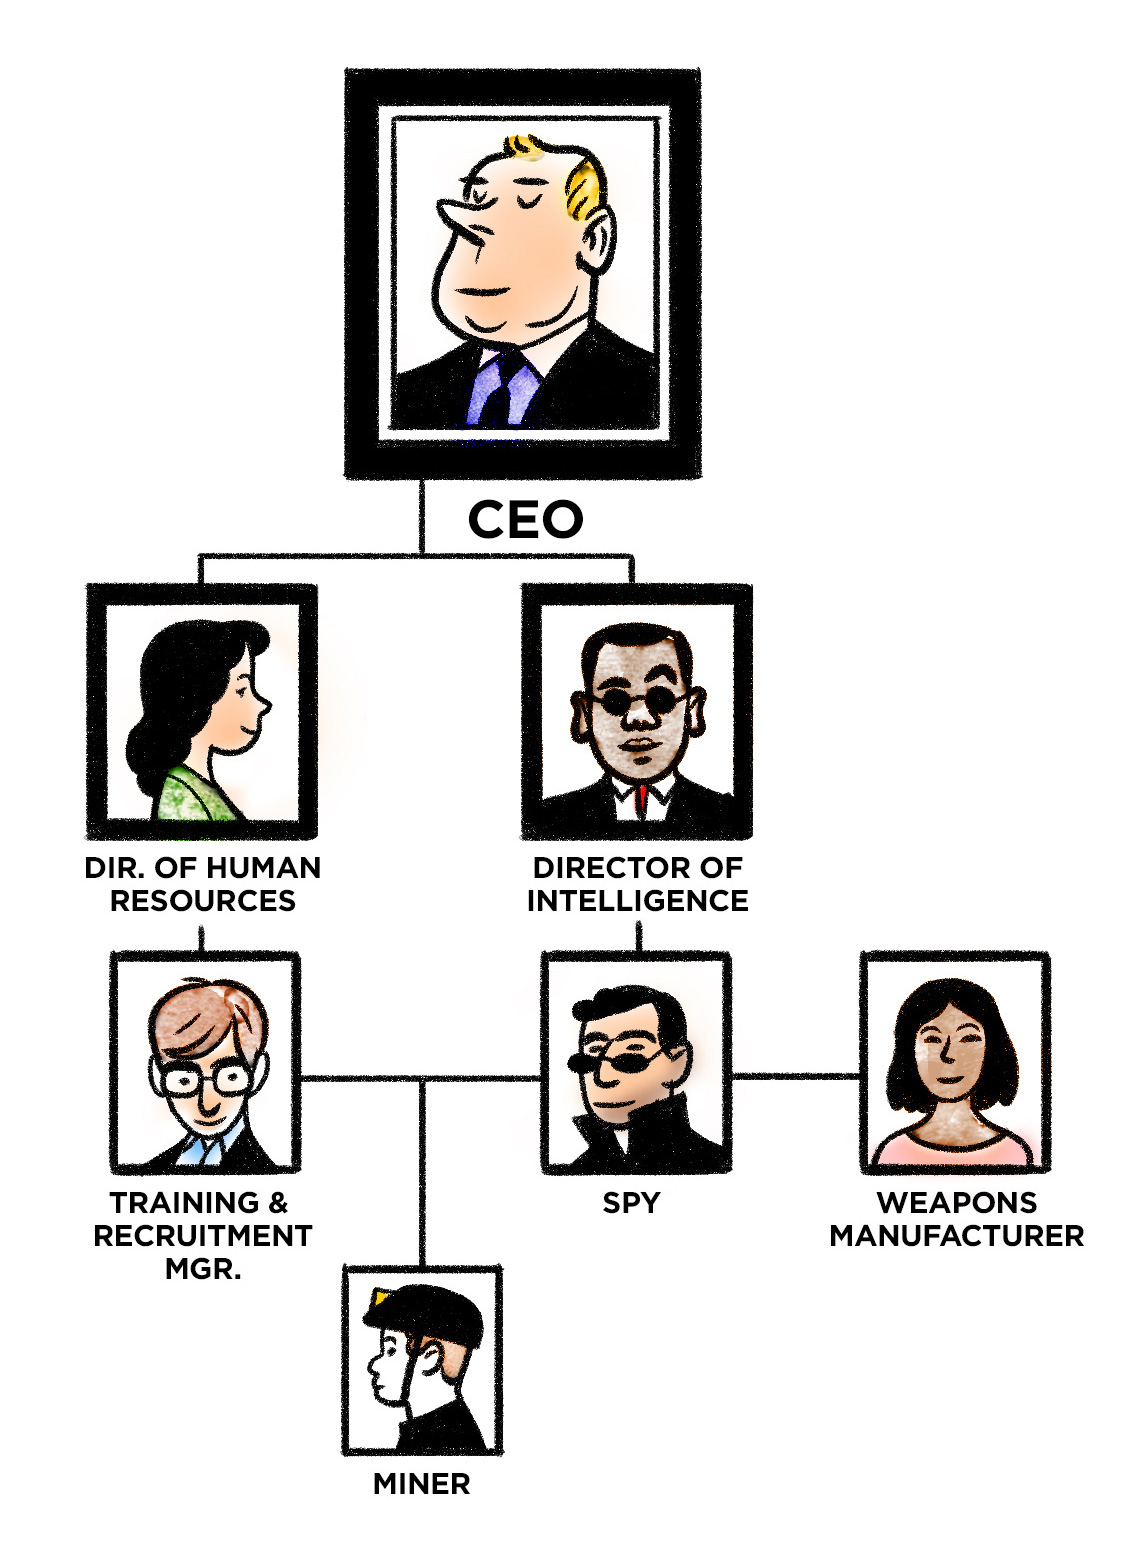 CEO
DIR. OF HUMAN
RESOURCES
DIRECTOR OF
INTELLIGENCE
TRAINING &
RECRUITMENT
MGR.
SPY
WEAPONS
MANUFACTURER
MINER